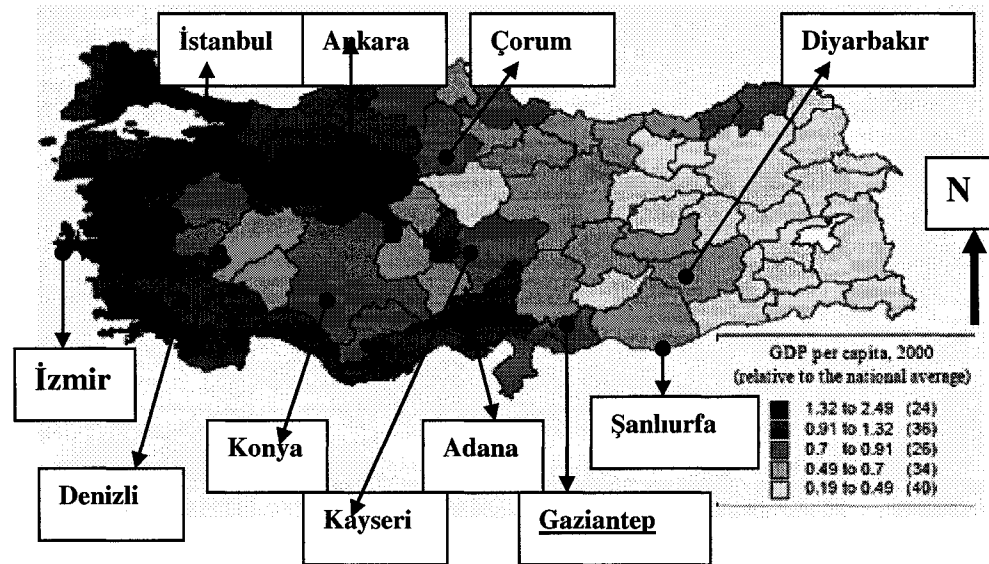 İstanbul
Ankara
Çorum
Diyarbakır
N
İzmir
GDP per capita, 2000
(relative to the national average)
1.32 to 2.49 (24)
0.91 to 1.32 (36)
0.7 to 0.91 (26)
0.49 to 0.7 (34)
0.19 to 0.49 (40)
Şanlıurfa
Konya
Adana
Denizli
Kayseri
Gaziantep